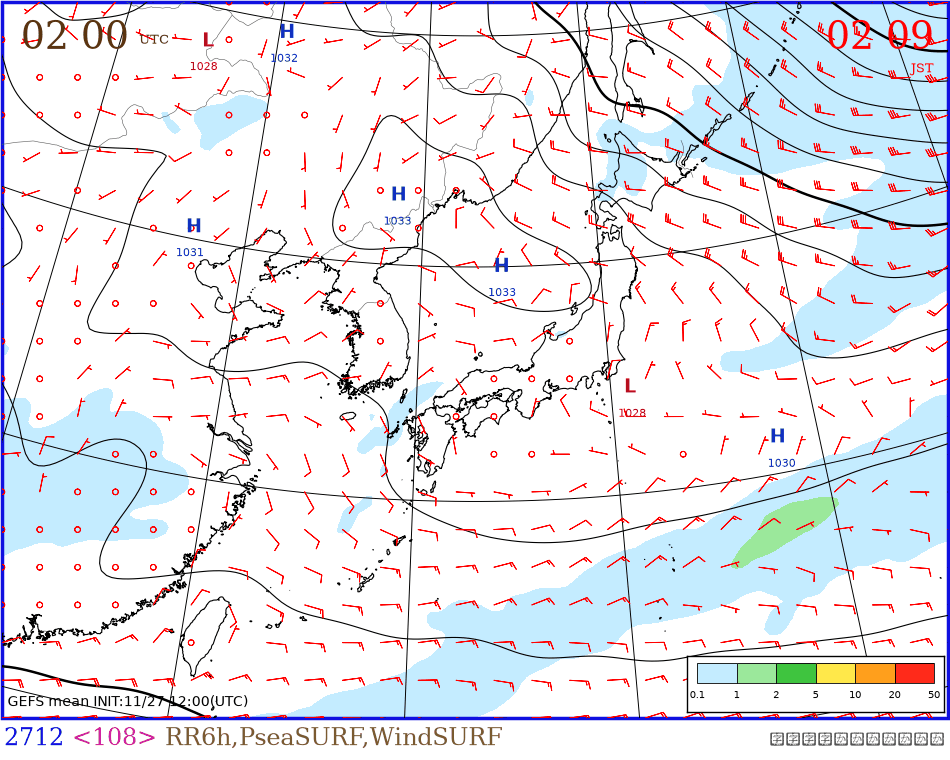 02 00 UTC
02 09
JST
L
1028
H
1032
H
1033
H
1031
H
1033
L
1028
H
1030
0.1 1 2 5 10 20 50
GEFS mean INIT:11/27 12:00(UTC)
2712 <108> RR6h,PseaSURF,WindSURF